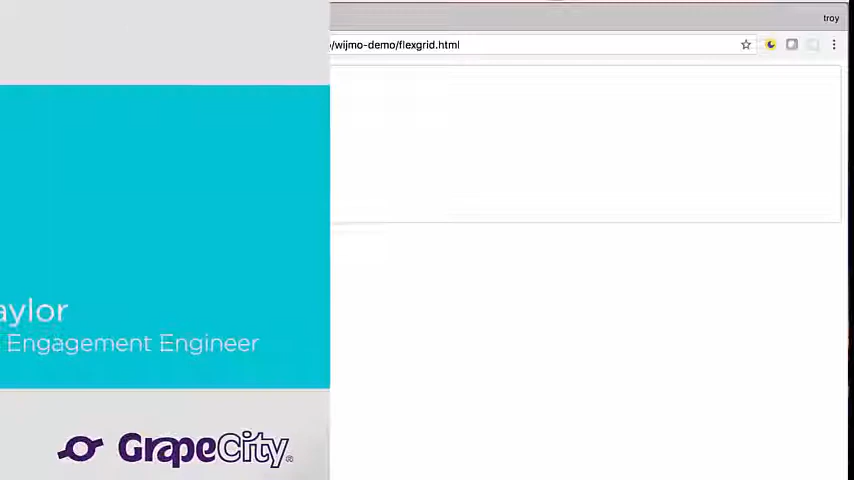 troy
/wijmo-demo/flexgrid.html
aylor
Engagement Engineer
GrapeCity